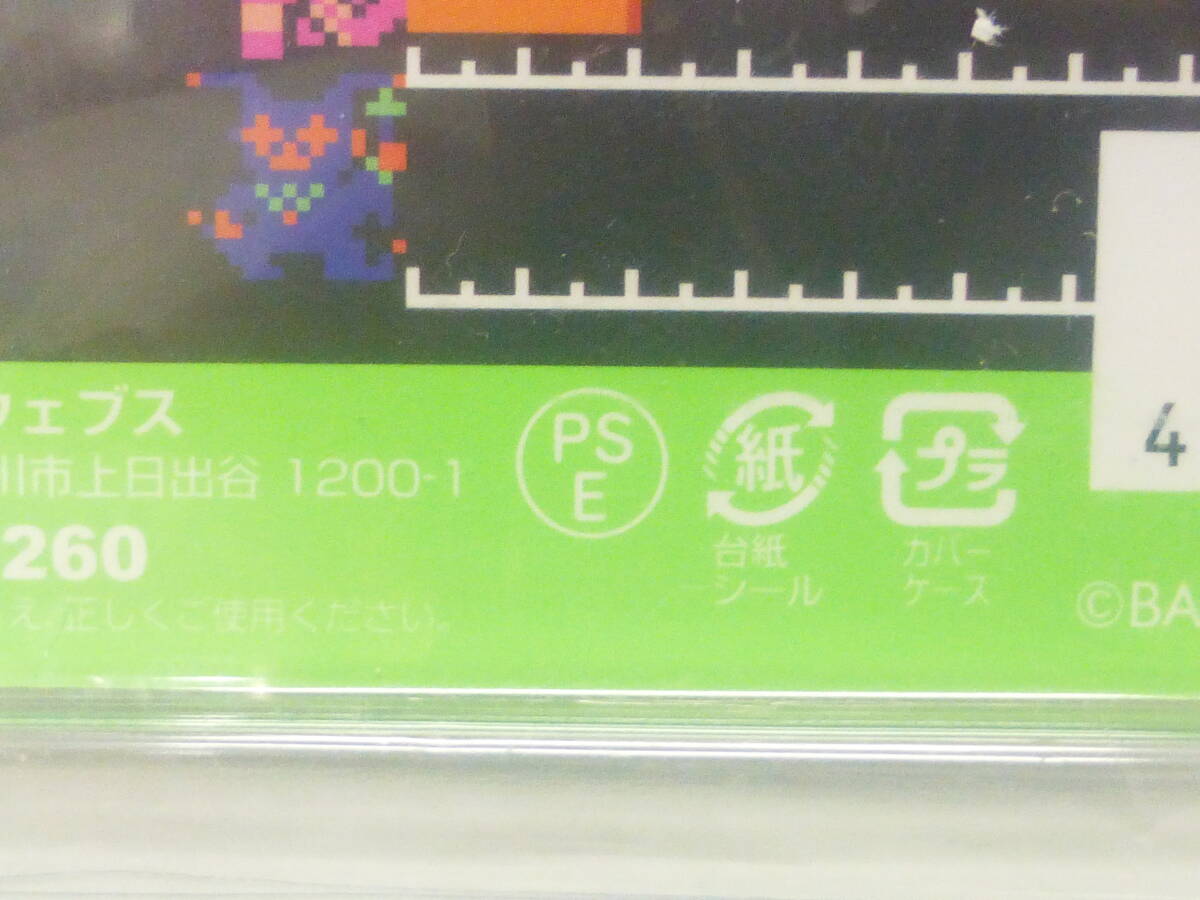 ウェブス
川市上日出谷 1200-1
260
え、正しくご使用ください。
PS
E
紙
台紙
シール
プラ
カバー
ケース
4
©BA